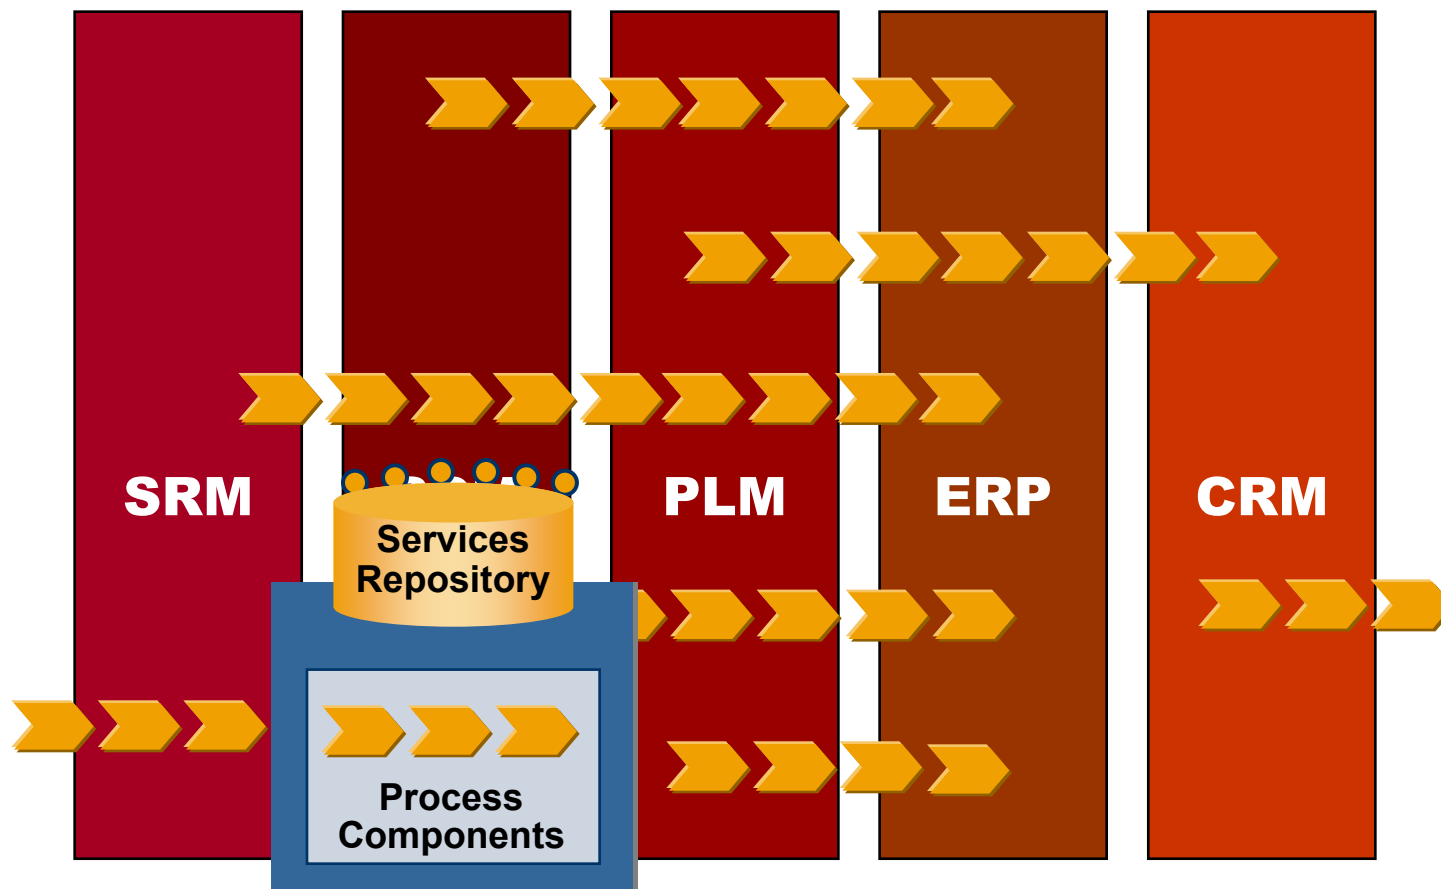 SRM
PLM
ERP
CRM
Services
Repository
Process
Components